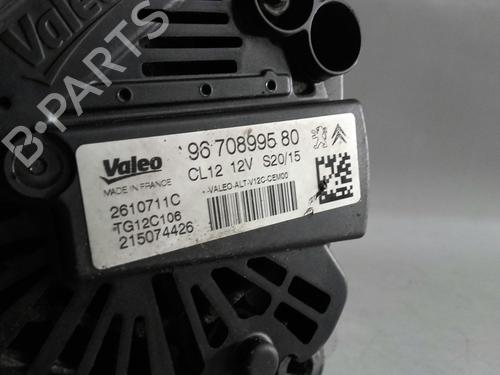 Valeo
B-PARTS
Valeo 96 708995 80
MADE IN FRANCE CL12 12V S20/15
-VALEO-ALT-V12C-CEM00
2610711C
TG12C106
215074426